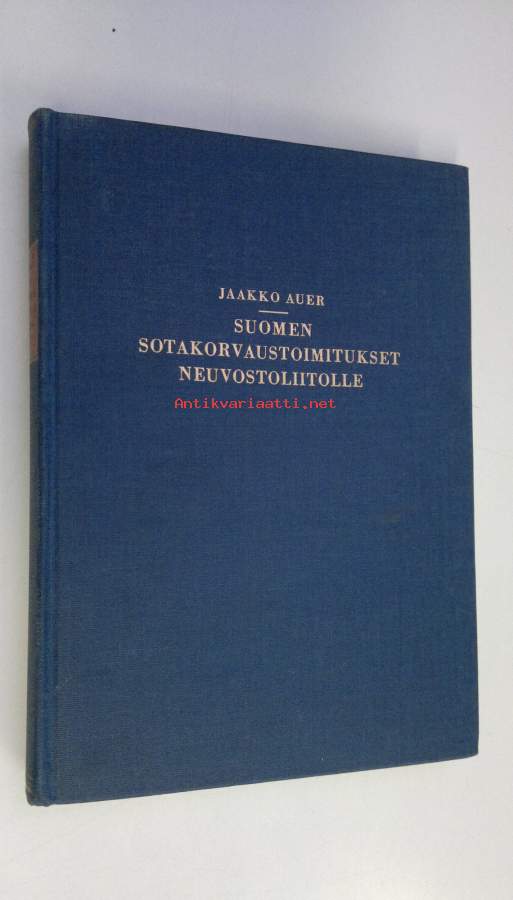 JAAKKO AUER
SUOMEN
SOTAKORVAUSTOIMITUKSET
NEUVOSTOLIITOLLE
Antikvariaatti.net